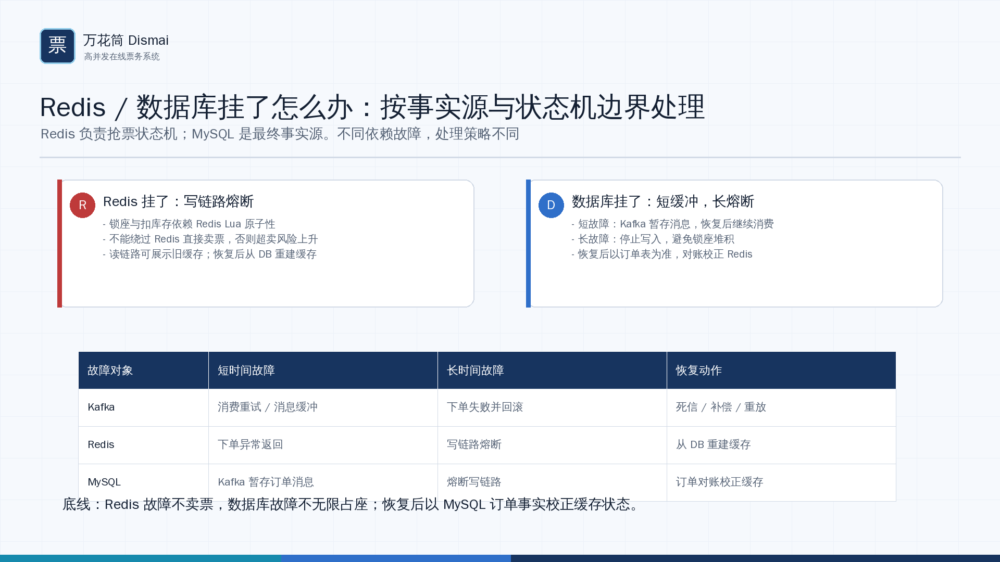 票
万花筒 Dismai
高并发在线票务系统
Redis / 数据库挂了怎么办：按事实源与状态机边界处理
Redis 负责抢票状态机；MySQL 是最终事实源。不同依赖故障，处理策略不同
R
Redis 挂了：写链路熔断
- 锁座与扣库存依赖 Redis Lua 原子性
- 不能绕过 Redis 直接卖票，否则超卖风险上升
- 读链路可展示旧缓存；恢复后从 DB 重建缓存
D
数据库挂了：短缓冲，长熔断
- 短故障：Kafka 暂存消息，恢复后继续消费
- 长故障：停止写入，避免锁座堆积
- 恢复后以订单表为准，对账校正 Redis
故障对象 短时间故障 长时间故障 恢复动作
Kafka 消费重试 / 消息缓冲 下单失败并回滚 死信 / 补偿 / 重放
Redis 下单异常返回 写链路熔断 从 DB 重建缓存
MySQL Kafka 暂存订单消息 熔断写链路 订单对账校正缓存
底线：Redis 故障不卖票，数据库故障不无限占座；恢复后以 MySQL 订单事实校正缓存状态。